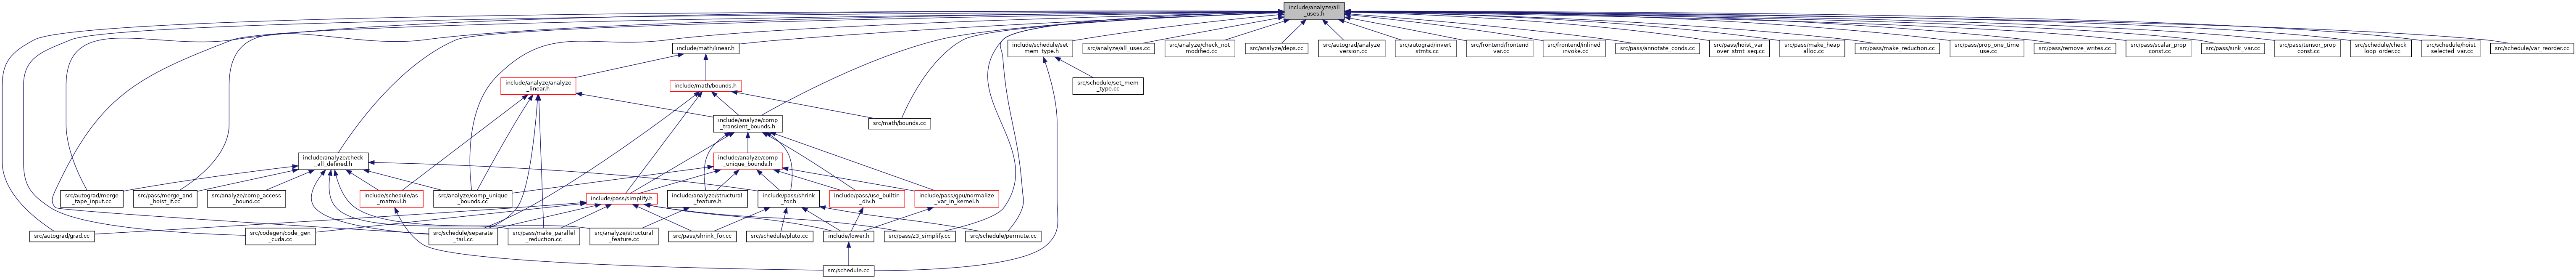 include/analyze/all
_uses.h
include/math/linear.h
include/schedule/set
_mem_type.h
src/analyze/all_uses.cc
src/analyze/check_not
_modified.cc
src/analyze/deps.cc
src/autograd/analyze
_version.cc
src/autograd/invert
_stmts.cc
src/frontend/frontend
_var.cc
src/frontend/inlined
_invoke.cc
src/pass/annotate_conds.cc
src/pass/hoist_var
_over_stmt_seq.cc
src/pass/make_heap
_alloc.cc
src/pass/make_reduction.cc
src/pass/prop_one_time
_use.cc
src/pass/remove_writes.cc
src/pass/scalar_prop
_const.cc
src/pass/sink_var.cc
src/pass/tensor_prop
_const.cc
src/schedule/check
_loop_order.cc
src/schedule/hoist
_selected_var.cc
src/schedule/var_reorder.cc
include/analyze/analyze
_linear.h
include/math/bounds.h
src/schedule/set_mem
_type.cc
include/analyze/comp
_transient_bounds.h
src/math/bounds.cc
include/analyze/check
_all_defined.h
include/analyze/comp
_unique_bounds.h
src/autograd/merge
_tape_input.cc
src/pass/merge_and
_hoist_if.cc
src/analyze/comp_access
_bound.cc
include/schedule/as
_matmul.h
src/analyze/comp_unique
_bounds.cc
include/pass/simplify.h
include/analyze/structural
_feature.h
include/pass/shrink
_for.h
include/pass/use_builtin
_div.h
include/pass/gpu/normalize
_var_in_kernel.h
src/autograd/grad.cc
src/codegen/code_gen
_cuda.cc
src/schedule/separate
_tail.cc
src/pass/make_parallel
_reduction.cc
src/analyze/structural
_feature.cc
src/pass/shrink_for.cc
src/schedule/pluto.cc
include/lower.h
src/pass/z3_simplify.cc
src/schedule/permute.cc
src/schedule.cc